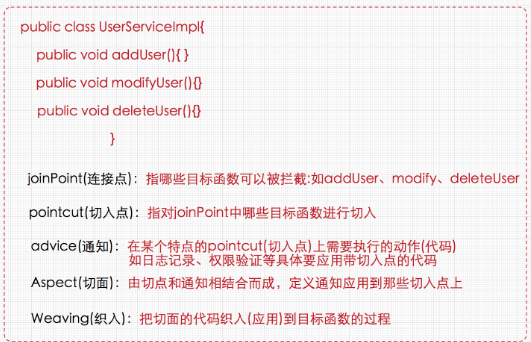 public class UserServiceImpl{
public void addUser(){ }
public void modifyUser(){}
public void deleteUser(){}
}
joinPoint(连接点)：指哪些目标函数可以被拦截:如addUser、modify、deleteUser
pointcut(切入点)：指对joinPoint中哪些目标函数进行切入
advice(通知)：在某个特点的pointcut(切入点)上需要执行的动作(代码)
如日志记录、权限验证等具体要应用带切入点的代码
Aspect(切面)：由切点和通知相结合而成，定义通知应用到那些切入点上
Weaving(织入)：把切面的代码织入(应用)到目标函数的过程